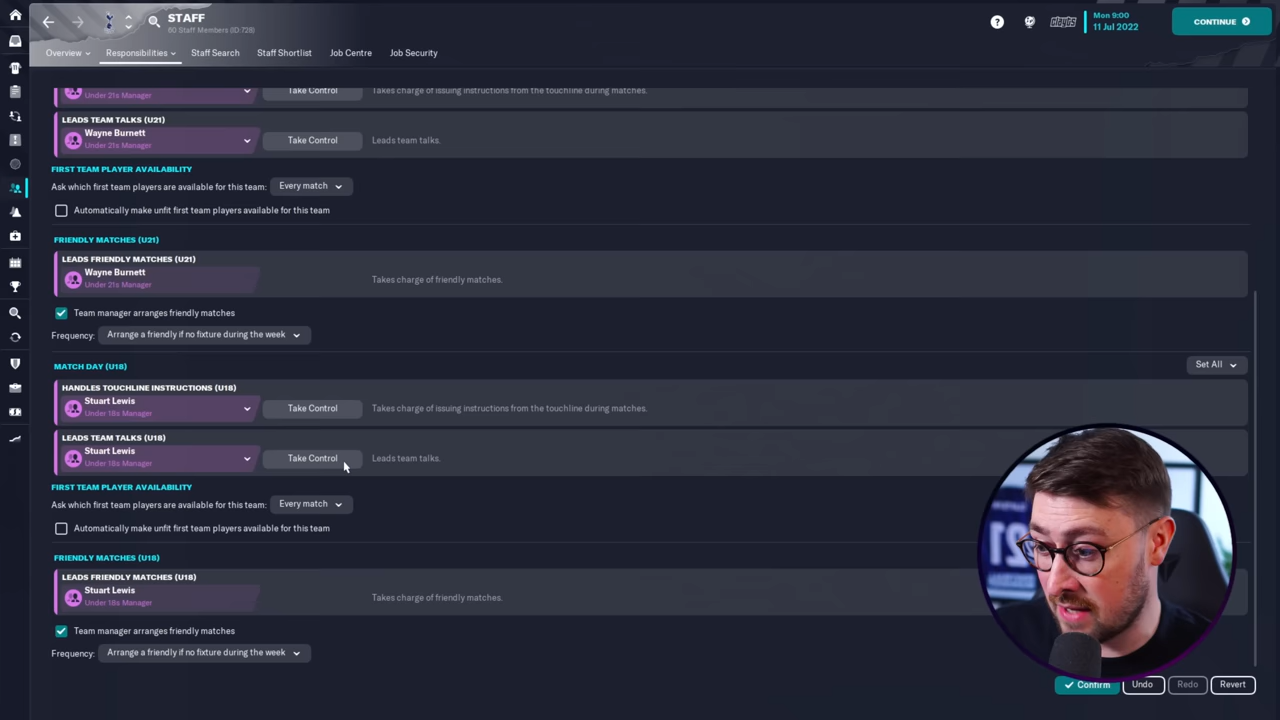 STAFF
60 Staff Members (ID:728)
Mon 9:00
11 Jul 2022
CONTINUE
Overview
Responsibilities
Staff Search
Staff Shortlist
Job Centre
Job Security
Under 21s Manager
Take Control
Takes charge of issuing instructions from the touchline during matches.
LEADS TEAM TALKS (U21)
Wayne Burnett
Under 21s Manager
Take Control
Leads team talks.
FIRST TEAM PLAYER AVAILABILITY
Ask which first team players are available for this team: Every match
Automatically make unfit first team players available for this team
FRIENDLY MATCHES (U21)
LEADS FRIENDLY MATCHES (U21)
Wayne Burnett
Under 21s Manager
Takes charge of friendly matches.
Team manager arranges friendly matches
Frequency: Arrange a friendly if no fixture during the week
MATCH DAY (U18)
Set All
HANDLES TOUCHLINE INSTRUCTIONS (U18)
Stuart Lewis
Under 18s Manager
Take Control
Takes charge of issuing instructions from the touchline during matches.
LEADS TEAM TALKS (U18)
Stuart Lewis
Under 18s Manager
Take Control
Leads team talks.
FIRST TEAM PLAYER AVAILABILITY
Ask which first team players are available for this team: Every match
Automatically make unfit first team players available for this team
FRIENDLY MATCHES (U18)
LEADS FRIENDLY MATCHES (U18)
Stuart Lewis
Under 18s Manager
Takes charge of friendly matches.
Team manager arranges friendly matches
Frequency: Arrange a friendly if no fixture during the week
21
Confirm
Undo
Redo
Revert